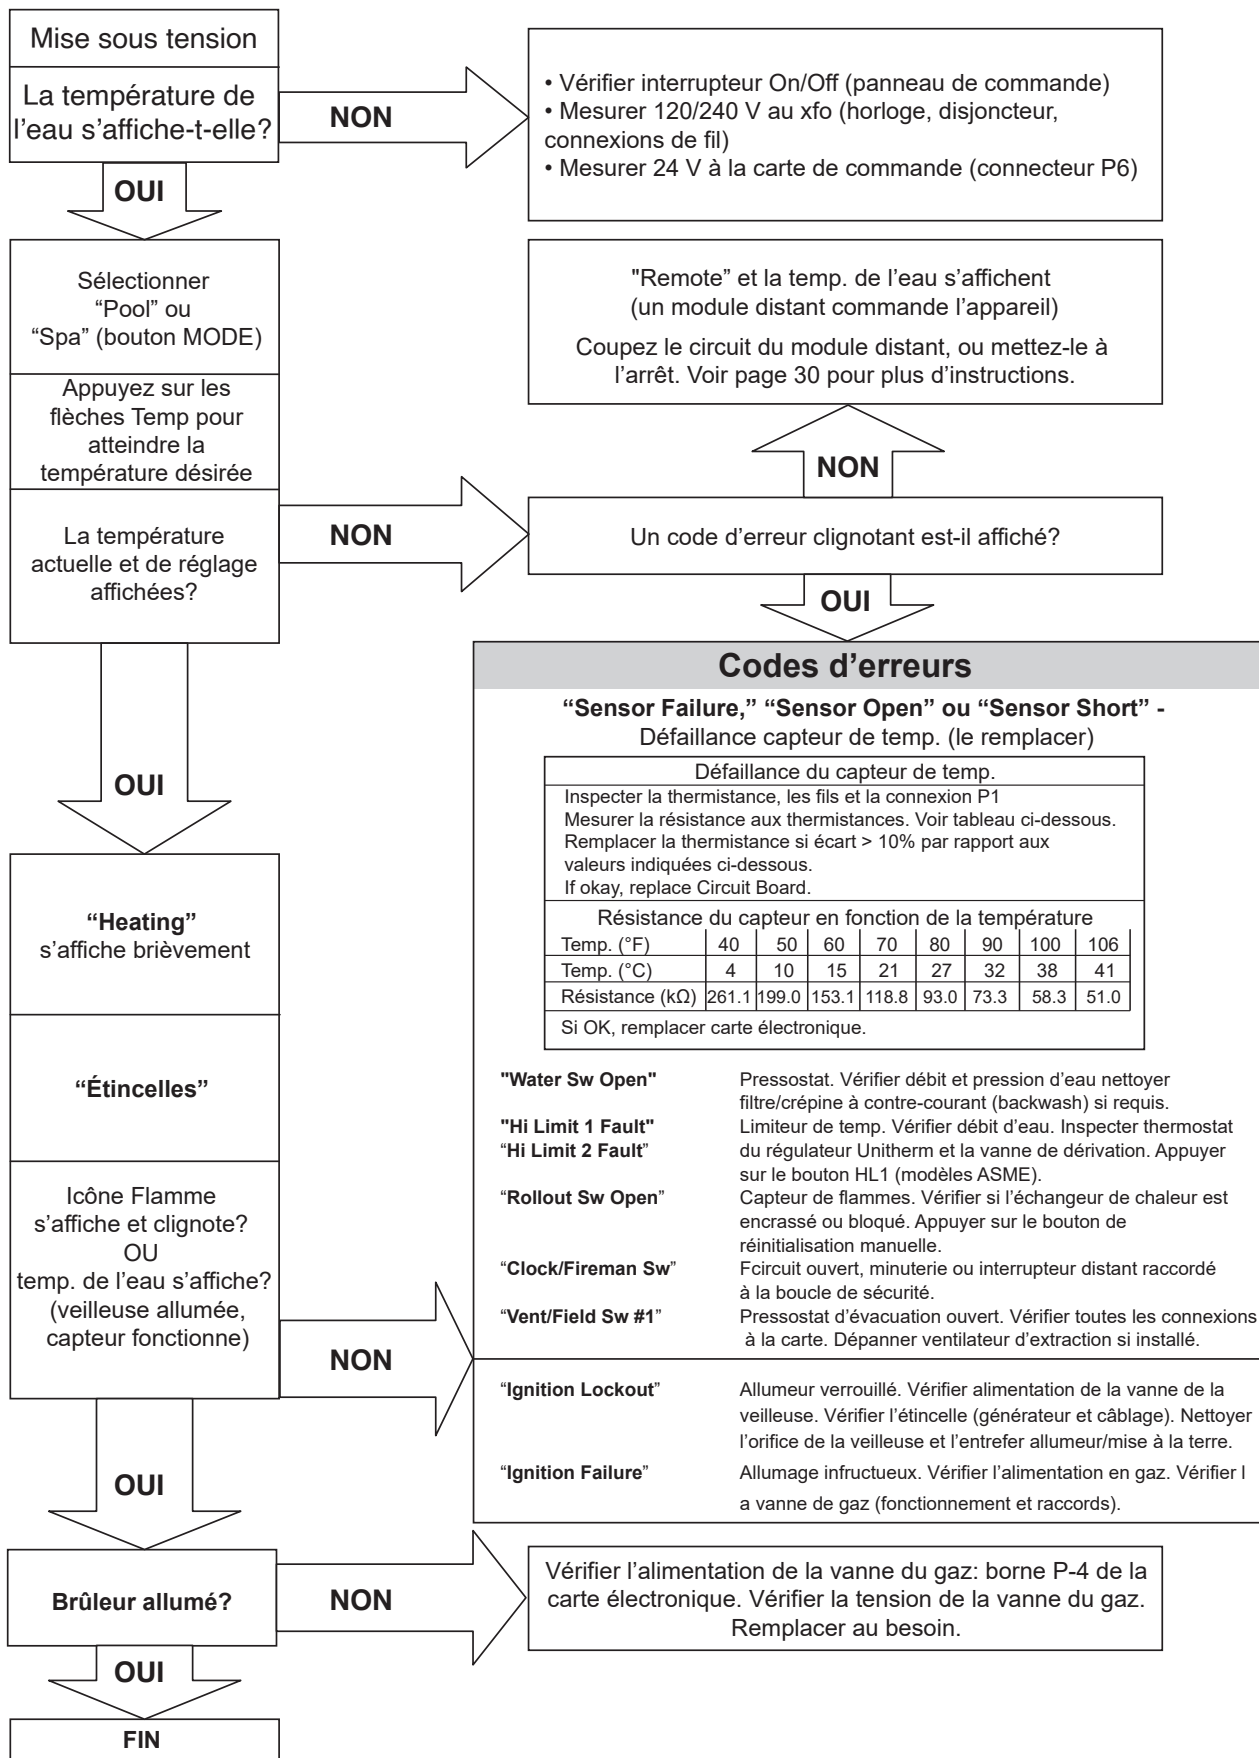 Mise sous tension
La température de
l’eau s’affiche-t-elle?
NON
• Vérifier interrupteur On/Off (panneau de commande)
• Mesurer 120/240 V au xfo (horloge, disjoncteur,
connexions de fil)
• Mesurer 24 V à la carte de commande (connecteur P6)
OUI
Sélectionner
“Pool” ou
“Spa” (bouton MODE)
Appuyez sur les
flèches Temp pour
atteindre la
température désirée
La température
actuelle et de réglage
affichées?
NON
"Remote” et la temp. de l’eau s’affichent
(un module distant commande l’appareil)
Coupez le circuit du module distant, ou mettez-le à
l’arrêt. Voir page 30 pour plus d’instructions.
NON
Un code d’erreur clignotant est-il affiché?
OUI
OUI
Codes d’erreurs
“Sensor Failure,” “Sensor Open” ou “Sensor Short” -
Défaillance capteur de temp. (le remplacer)
Défaillance du capteur de temp.
Inspecter la thermistance, les fils et la connexion P1
Mesurer la résistance aux thermistances. Voir tableau ci-dessous.
Remplacer la thermistance si écart > 10% par rapport aux
valeurs indiquées ci-dessous.
If okay, replace Circuit Board.
Résistance du capteur en fonction de la température
Temp. (°F) 40 50 60 70 80 90 100 106
Temp. (°C) 4 10 15 21 27 32 38 41
Résistance (kΩ) 261.1 199.0 153.1 118.8 93.0 73.3 58.3 51.0
Si OK, remplacer carte électronique.
"Water Sw Open" Pressostat. Vérifier débit et pression d’eau nettoyer
filtre/crépine à contre-courant (backwash) si requis.
"Hi Limit 1 Fault" Limiteur de temp. Vérifier débit d’eau. Inspecter thermostat
“Hi Limit 2 Fault” du régulateur Unitherm et la vanne de dérivation. Appuyer
sur le bouton HL1 (modèles ASME).
“Rollout Sw Open” Capteur de flammes. Vérifier si l’échangeur de chaleur est
encrassé ou bloqué. Appuyer sur le bouton de
réinitialisation manuelle.
“Clock/Fireman Sw” Fcircuit ouvert, minuterie ou interrupteur distant raccordé
à la boucle de sécurité.
“Vent/Field Sw #1” Pressostat d’évacuation ouvert. Vérifier toutes les connexions
à la carte. Dépanner ventilateur d’extraction si installé.
“Ignition Lockout” Allumeur verrouillé. Vérifier alimentation de la vanne de la
veilleuse. Vérifier l’étincelle (générateur et câblage). Nettoyer
l’orifice de la veilleuse et l’entrefer allumeur/mise à la terre.
“Ignition Failure” Allumage infructueux. Vérifier l’alimentation en gaz. Vérifier l
a vanne de gaz (fonctionnement et raccords).
“Heating”
s’affiche brièvement
“Étincelles”
Icône Flamme
s’affiche et clignote?
OU
temp. de l’eau s’affiche?
(veilleuse allumée,
capteur fonctionne)
NON
OUI
Brûleur allumé?
NON
Vérifier l’alimentation de la vanne du gaz: borne P-4 de la
carte électronique. Vérifier la tension de la vanne du gaz.
Remplacer au besoin.
OUI
FIN